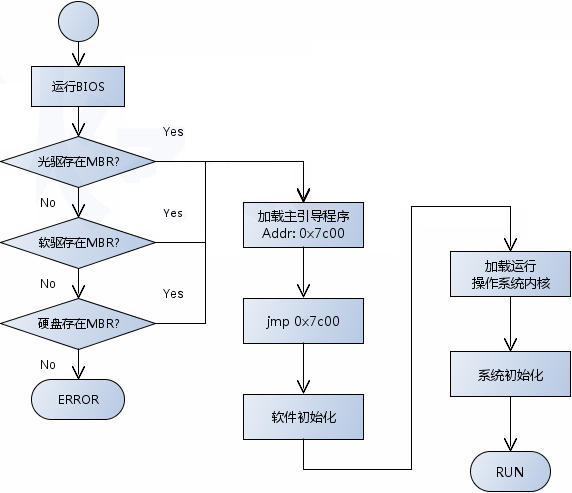 运行BIOS
Yes
光驱存在MBR?
No
Yes
软驱存在MBR?
No
Yes
硬盘存在MBR?
No
ERROR
加载主引导程序
Addr: 0x7c00
jmp 0x7c00
软件初始化
加载运行
操作系统内核
系统初始化
RUN